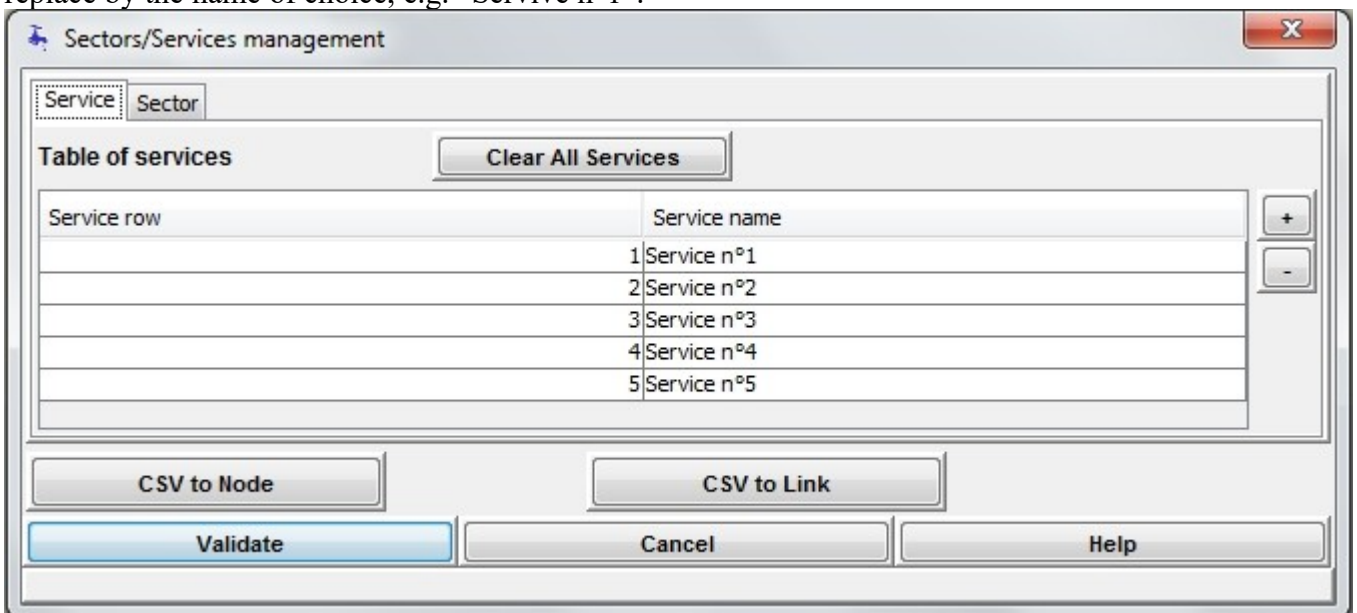 replace by the name of choice, e.g. "Servive n°1".
Sectors/Services management
Service Sector
Table of services Clear All Services
Service row Service name +
1 Service n°1
-
2 Service n°2
3 Service n°3
4 Service n°4
5 Service n°5
CSV to Node CSV to Link
Validate Cancel Help